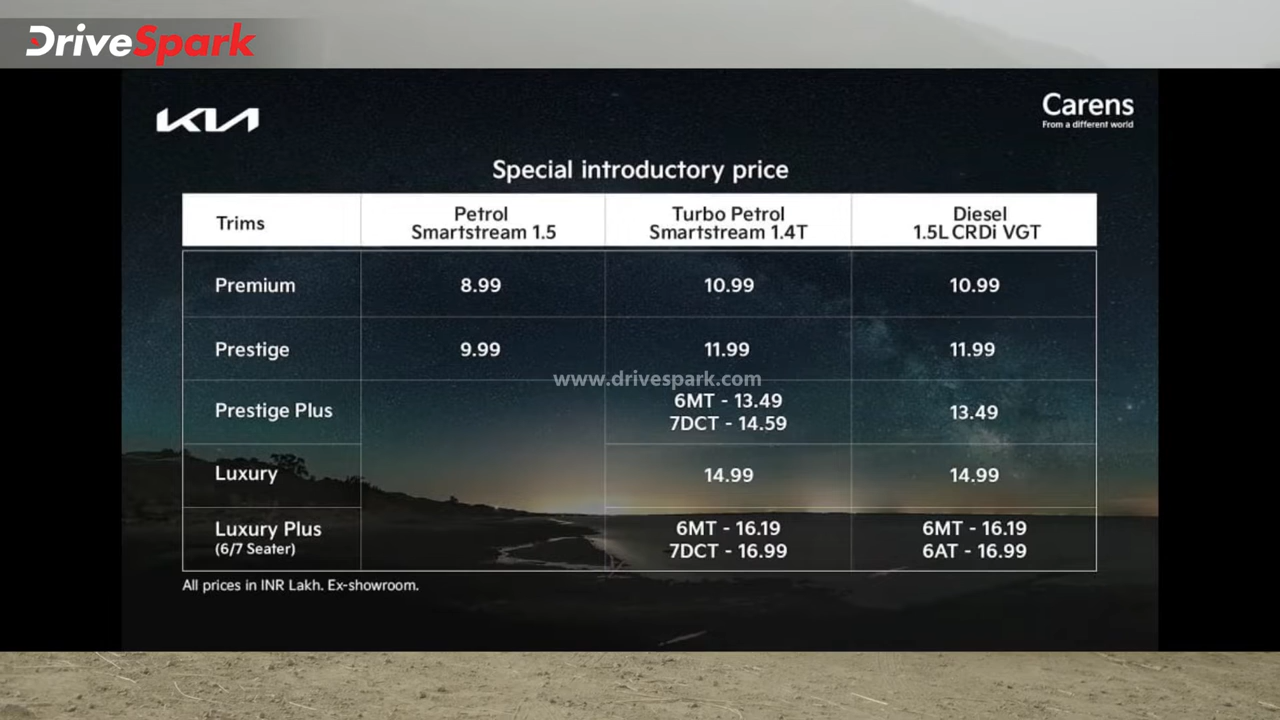 DriveSpark
KIA
Carens
From a different world
Special introductory price
Trims
Petrol
Smartstream 1.5
Turbo Petrol
Smartstream 1.4T
Diesel
1.5L CRDi VGT
Premium
8.99
10.99
10.99
Prestige
9.99
11.99
11.99
www.drivespark.com
Prestige Plus
6MT - 13.49
7DCT - 14.59
13.49
Luxury
14.99
14.99
Luxury Plus
(6/7 Seater)
6MT - 16.19
7DCT - 16.99
6MT - 16.19
6AT - 16.99
All prices in INR Lakh. Ex-showroom.